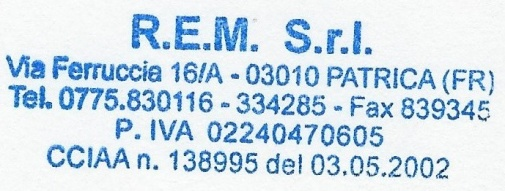 R.E.M. S.r.l.
Via Ferruccia 16/A - 03010 PATRICA (FR)
Tel. 0775.830116 - 334285 - Fax 839345
P. IVA 02240470605
CCIAA n. 138995 del 03.05.2002